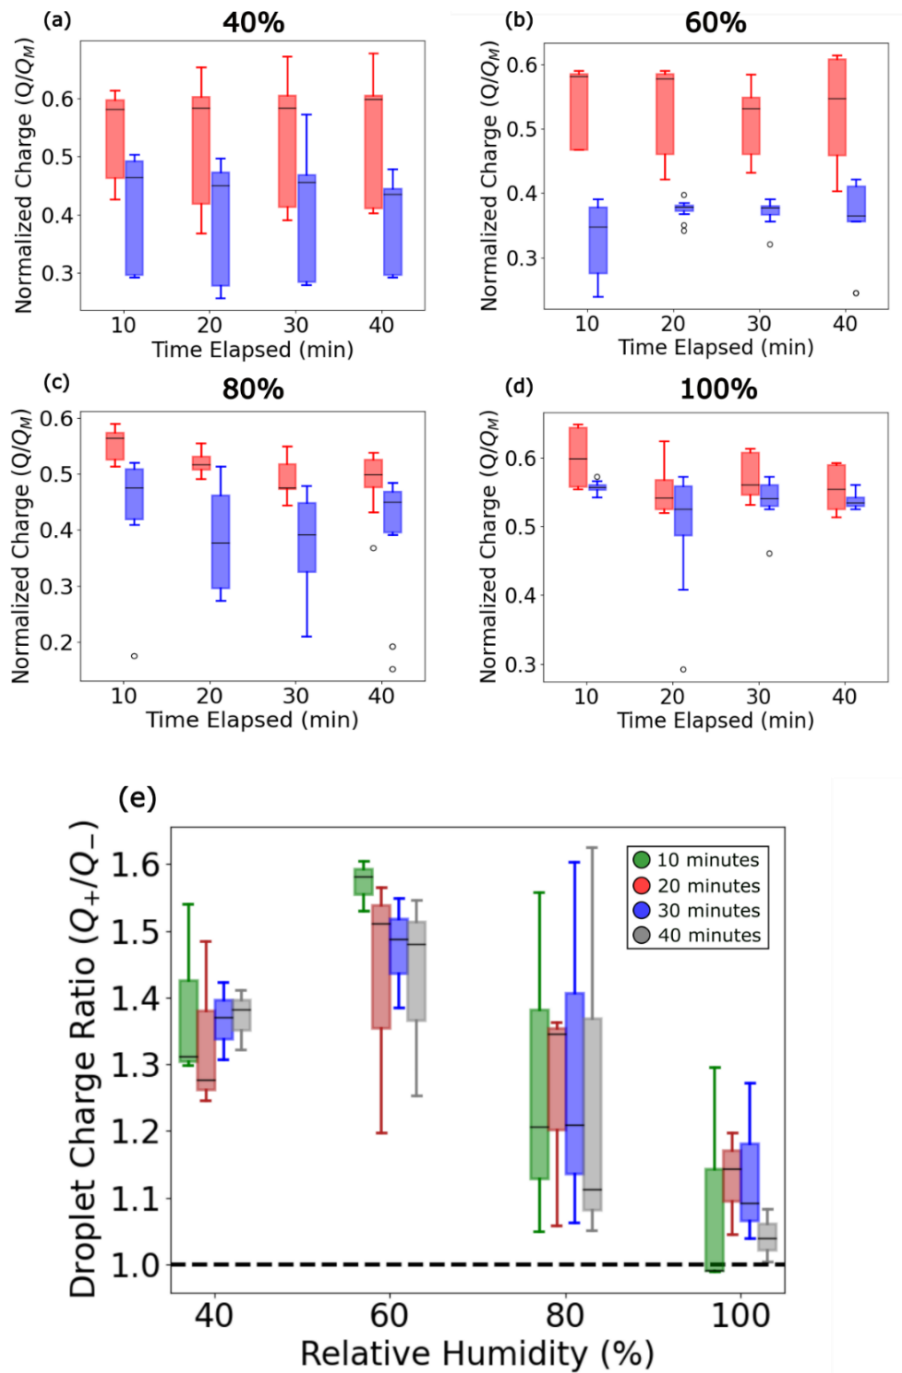 (a) 40%
Normalized Charge (Q/Q_M)
0.6
0.5
0.4
0.3
10 20 30 40
Time Elapsed (min)
(b) 60%
Normalized Charge (Q/Q_M)
0.6
0.5
0.4
0.3
10 20 30 40
Time Elapsed (min)
(c) 80%
Normalized Charge (Q/Q_M)
0.6
0.5
0.4
0.3
0.2
10 20 30 40
Time Elapsed (min)
(d) 100%
Normalized Charge (Q/Q_M)
0.6
0.5
0.4
0.3
10 20 30 40
Time Elapsed (min)
(e)
Droplet Charge Ratio (Q_+/Q_−)
1.6
1.5
1.4
1.3
1.2
1.1
1.0
10 minutes
20 minutes
30 minutes
40 minutes
40 60 80 100
Relative Humidity (%)